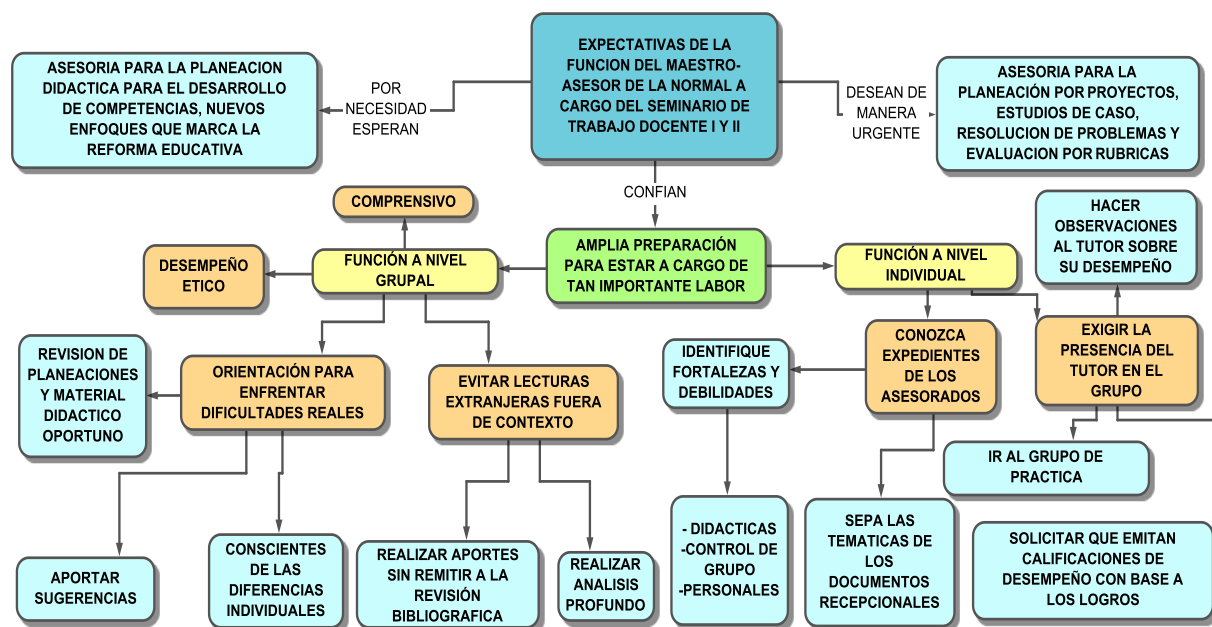 EXPECTATIVAS DE LA
FUNCION DEL MAESTRO-
ASESOR DE LA NORMAL A
CARGO DEL SEMINARIO DE
TRABAJO DOCENTE I Y II
ASESORIA PARA LA PLANEACION
DIDACTICA PARA EL DESARROLLO
DE COMPETENCIAS, NUEVOS
ENFOQUES QUE MARCA LA
REFORMA EDUCATIVA
POR
NECESIDAD
ESPERAN
DESEAN DE
MANERA
URGENTE
ASESORIA PARA LA
PLANEACIÓN POR PROYECTOS,
ESTUDIOS DE CASO,
RESOLUCION DE PROBLEMAS Y
EVALUACION POR RUBRICAS
CONFIAN
COMPRENSIVO
HACER
OBSERVACIONES
AL TUTOR SOBRE
SU DESEMPEÑO
DESEMPEÑO
ETICO
FUNCIÓN A NIVEL
GRUPAL
AMPLIA PREPARACIÓN
PARA ESTAR A CARGO DE
TAN IMPORTANTE LABOR
FUNCIÓN A NIVEL
INDIVIDUAL
REVISION DE
PLANEACIONES
Y MATERIAL
DIDACTICO
OPORTUNO
ORIENTACIÓN PARA
ENFRENTAR
DIFICULTADES REALES
EVITAR LECTURAS
EXTRANJERAS FUERA
DE CONTEXTO
IDENTIFIQUE
FORTALEZAS Y
DEBILIDADES
CONOZCA
EXPEDIENTES
DE LOS
ASESORADOS
EXIGIR LA
PRESENCIA DEL
TUTOR EN EL
GRUPO
IR AL GRUPO DE
PRACTICA
APORTAR
SUGERENCIAS
CONSCIENTES
DE LAS
DIFERENCIAS
INDIVIDUALES
REALIZAR APORTES
SIN REMITIR A LA
REVISIÓN
BIBLIOGRAFICA
REALIZAR
ANALISIS
PROFUNDO
- DIDACTICAS
-CONTROL DE
GRUPO
-PERSONALES
SEPA LAS
TEMATICAS DE
LOS
DOCUMENTOS
RECEPCIONALES
SOLICITAR QUE EMITAN
CALIFICACIONES DE
DESEMPEÑO CON BASE A
LOS LOGROS